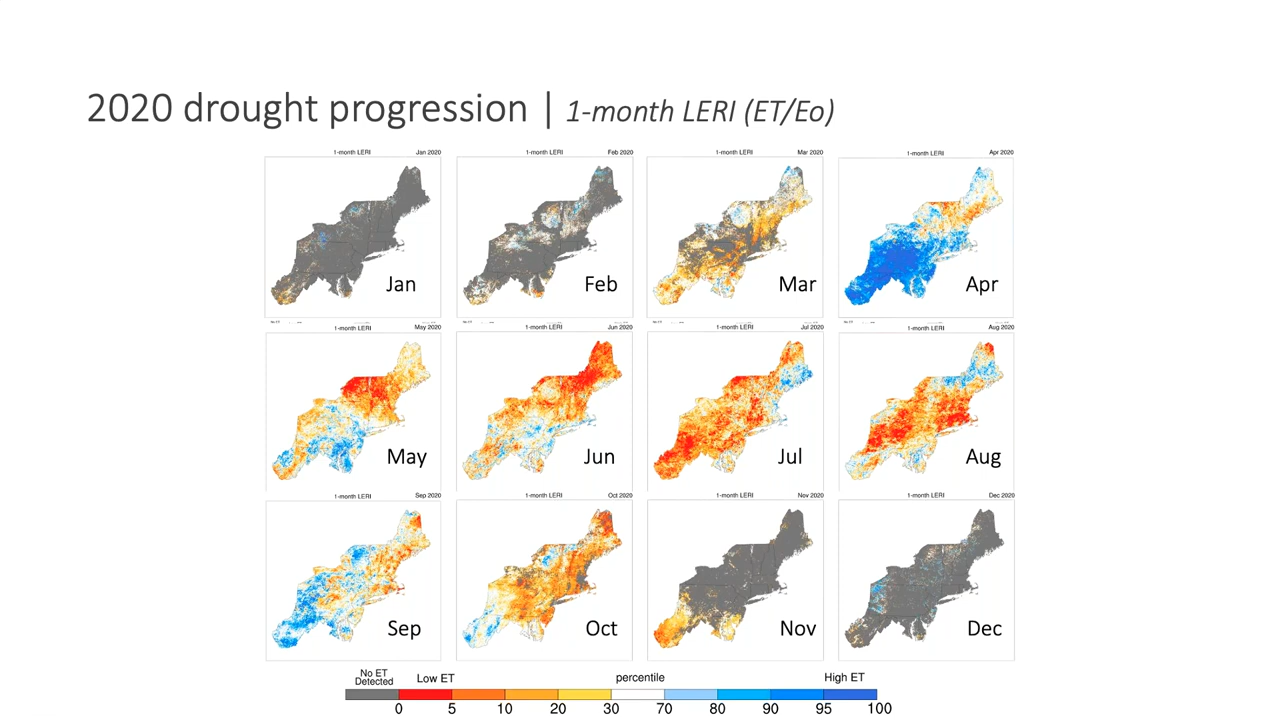 2020 drought progression | 1-month LERI (ET/Eo)
1-month LERI Jan 2020
1-month LERI Feb 2020
1-month LERI Mar 2020
1-month LERI Apr 2020
Jan
Feb
Mar
Apr
1-month LERI May 2020
1-month LERI Jun 2020
1-month LERI Jul 2020
1-month LERI Aug 2020
May
Jun
Jul
Aug
1-month LERI Sep 2020
1-month LERI Oct 2020
1-month LERI Nov 2020
1-month LERI Dec 2020
Sep
Oct
Nov
Dec
No ET
Detected
Low ET
percentile
High ET
0 5 10 20 30 70 80 90 95 100